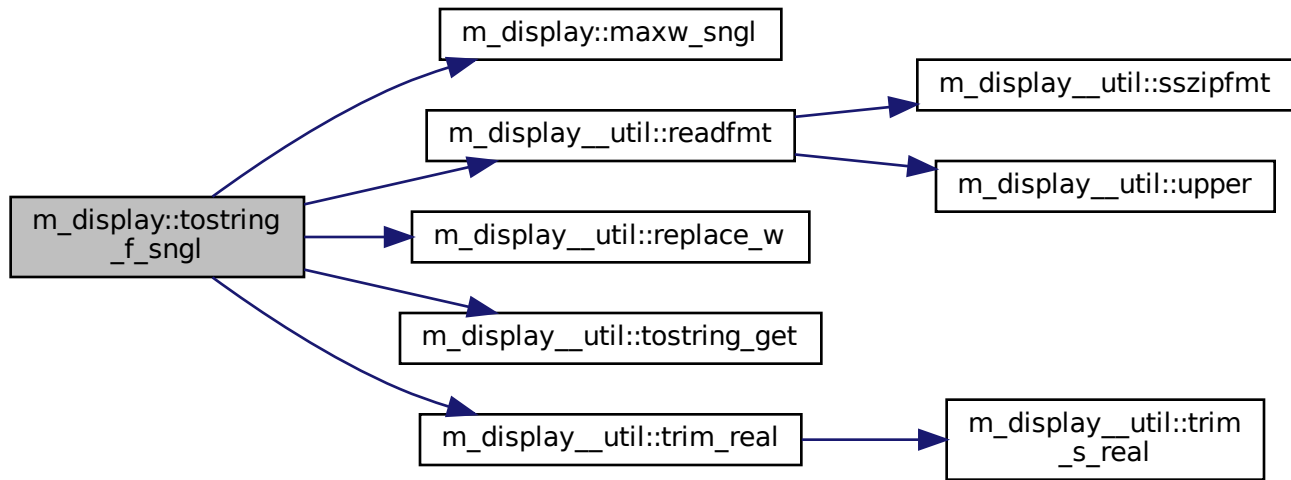 m_display::maxw_sngl
m_display__util::sszipfmt
m_display__util::readfmt
m_display__util::upper
m_display::tostring
_f_sngl
m_display__util::replace_w
m_display__util::tostring_get
m_display__util::trim_real
m_display__util::trim
_s_real